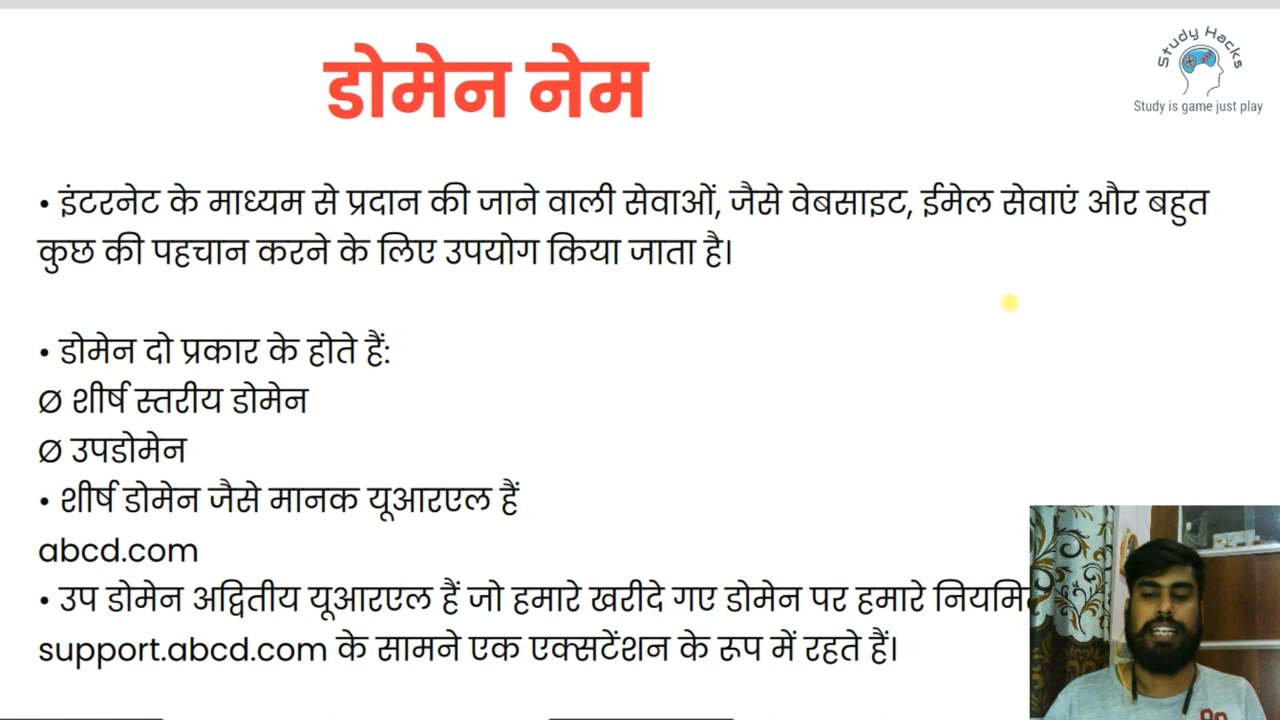 डोमेन नेम
Study Hacks
Study is game just play
• इंटरनेट के माध्यम से प्रदान की जाने वाली सेवाओं, जैसे वेबसाइट, ईमेल सेवाएं और बहुत
कुछ की पहचान करने के लिए उपयोग किया जाता है।
• डोमेन दो प्रकार के होते हैं:
Ø शीर्ष स्तरीय डोमेन
Ø उपडोमेन
• शीर्ष डोमेन जैसे मानक यूआरएल हैं
abcd.com
• उप डोमेन अद्वितीय यूआरएल हैं जो हमारे खरीदे गए डोमेन पर हमारे
support.abcd.com के सामने एक एक्सटेंशन के रूप में रहते हैं।